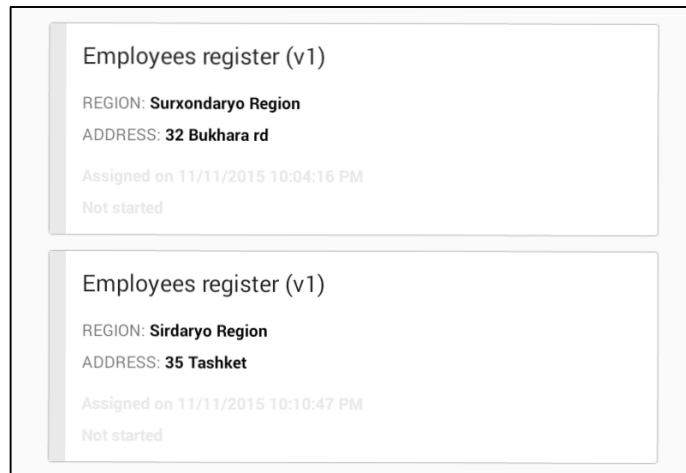 Employees register (v1)
REGION: Surxondaryo Region
ADDRESS: 32 Bukhara rd
Assigned on 11/11/2015 10:04:16 PM
Not started
Employees register (v1)
REGION: Sirdaryo Region
ADDRESS: 35 Tashket
Assigned on 11/11/2015 10:10:47 PM
Not started